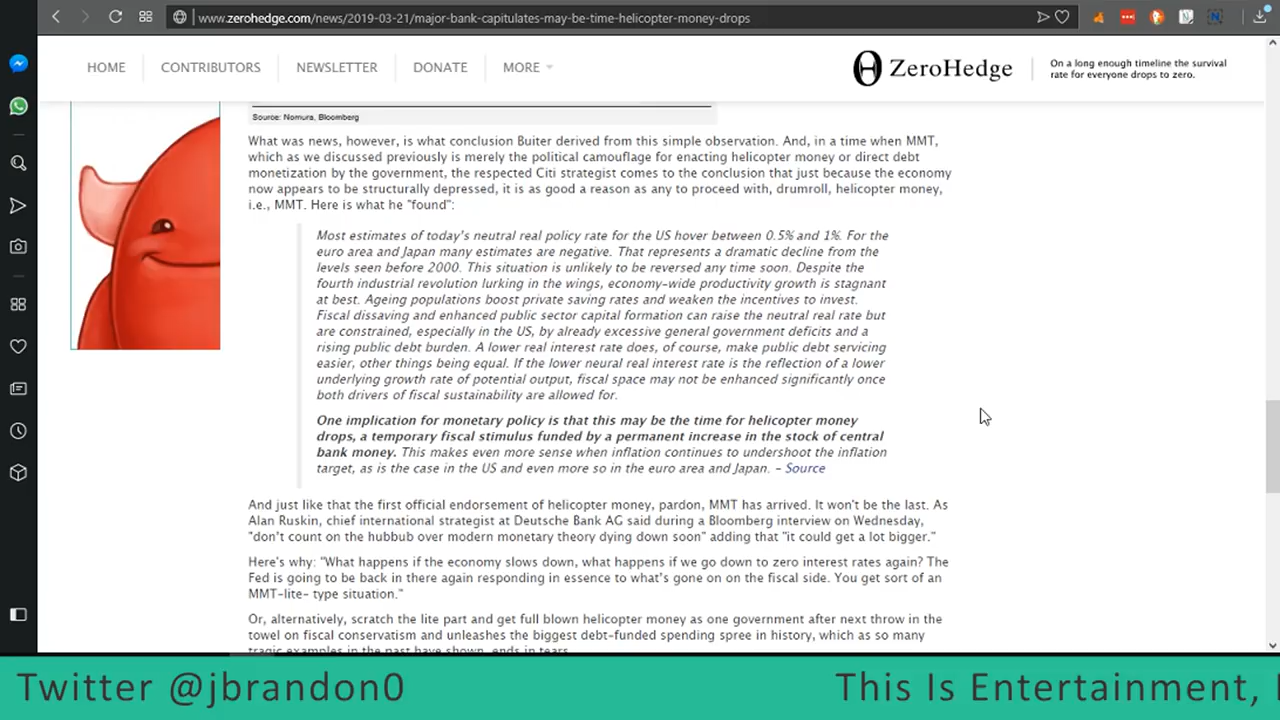 www.zerohedge.com/news/2019-03-21/major-bank-capitulates-may-be-time-helicopter-money-drops
HOME CONTRIBUTORS NEWSLETTER DONATE MORE
ZeroHedge
On a long enough timeline the survival
rate for everyone drops to zero.
Source: Nomura, Bloomberg
What was news, however, is what conclusion Buiter derived from this simple observation. And, in a time when MMT,
which as we discussed previously is merely the political camouflage for enacting helicopter money or direct debt
monetization by the government, the respected Citi strategist comes to the conclusion that just because the economy
now appears to be structurally depressed, it is as good a reason as any to proceed with, drumroll, helicopter money,
i.e., MMT. Here is what he "found":
Most estimates of today's neutral real policy rate for the US hover between 0.5% and 1%. For the
euro area and Japan many estimates are negative. That represents a dramatic decline from the
levels seen before 2000. This situation is unlikely to be reversed any time soon. Despite the
fourth industrial revolution lurking in the wings, economy-wide productivity growth is stagnant
at best. Ageing populations boost private saving rates and weaken the incentives to invest.
Fiscal dissaving and enhanced public sector capital formation can raise the neutral real rate but
are constrained, especially in the US, by already excessive general government deficits and a
rising public debt burden. A lower real interest rate does, of course, make public debt servicing
easier, other things being equal. If the lower neural real interest rate is the reflection of a lower
underlying growth rate of potential output, fiscal space may not be enhanced significantly once
both drivers of fiscal sustainability are allowed for.
One implication for monetary policy is that this may be the time for helicopter money
drops, a temporary fiscal stimulus funded by a permanent increase in the stock of central
bank money. This makes even more sense when inflation continues to undershoot the inflation
target, as is the case in the US and even more so in the euro area and Japan. – Source
And just like that the first official endorsement of helicopter money, pardon, MMT has arrived. It won't be the last. As
Alan Ruskin, chief international strategist at Deutsche Bank AG said during a Bloomberg interview on Wednesday,
"don't count on the hubbub over modern monetary theory dying down soon" adding that "it could get a lot bigger."
Here's why: "What happens if the economy slows down, what happens if we go down to zero interest rates again? The
Fed is going to be back in there again responding in essence to what's gone on on the fiscal side. You get sort of an
MMT-lite- type situation."
Or, alternatively, scratch the lite part and get full blown helicopter money as one government after next throw in the
towel on fiscal conservatism and unleashes the biggest debt-funded spending spree in history, which as so many
tragic examples in the past have shown, ends in tears.
Twitter @jbrandon0 This Is Entertainment,